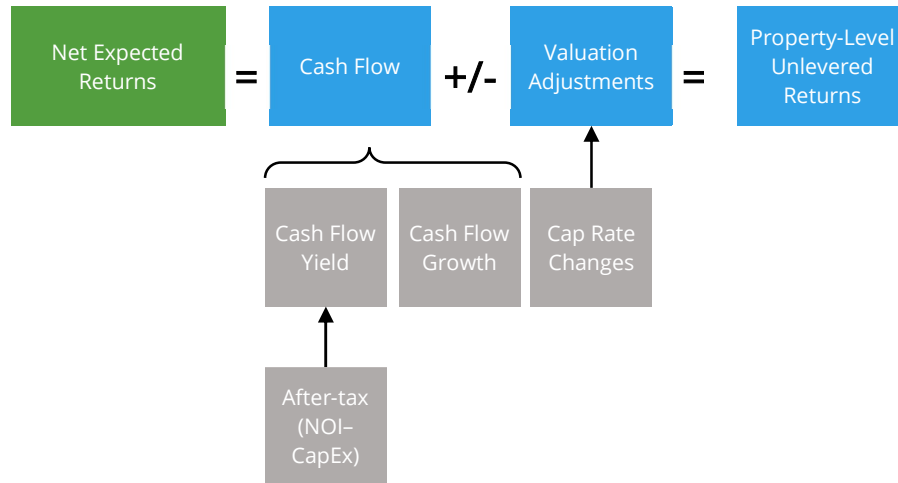 Net Expected
Returns
=
Cash Flow
+/-
Valuation
Adjustments
=
Property-Level
Unlevered
Returns
Cash Flow
Yield
Cash Flow
Growth
Cap Rate
Changes
After-tax
(NOI–
CapEx)